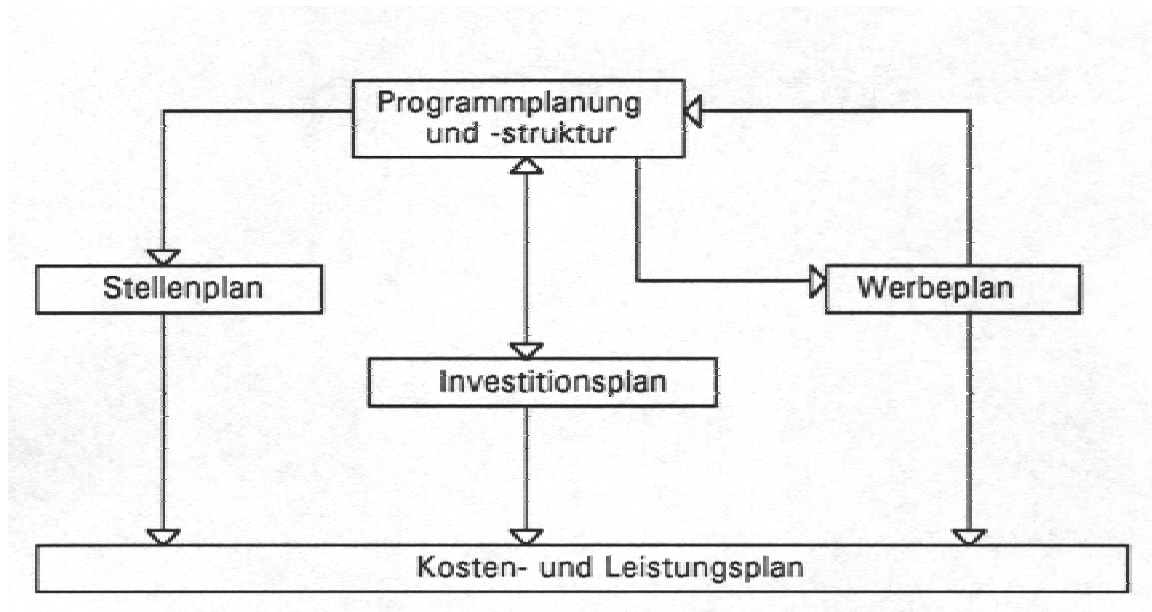 Programmplanung
und -struktur
Stellenplan
Werbeplan
Investitionsplan
Kosten- und Leistungsplan